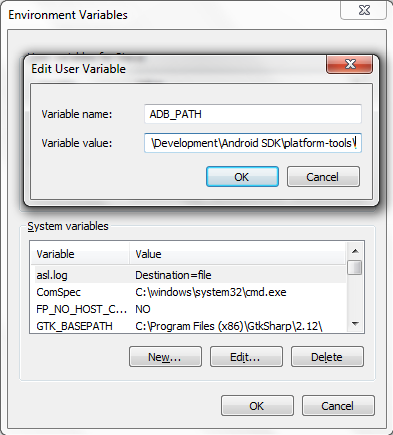 Environment Variables
Edit User Variable
Variable name:
ADB_PATH
Variable value:
\Development\Android SDK\platform-tools\
OK
Cancel
System variables
Variable
Value
asl.log
Destination=file
ComSpec
C:\windows\system32\cmd.exe
FP_NO_HOST_C...
NO
GTK_BASEPATH
C:\Program Files (x86)\GtkSharp\2.12\
New...
Edit...
Delete
OK
Cancel